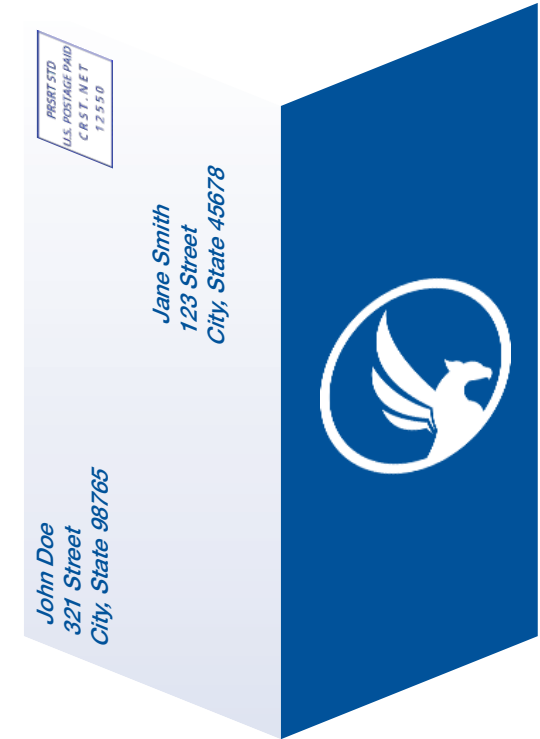 John Doe
321 Street
City, State 98765
PRSRT STD
U.S. POSTAGE PAID
CRST.NET
12550
Jane Smith
123 Street
City, State 45678